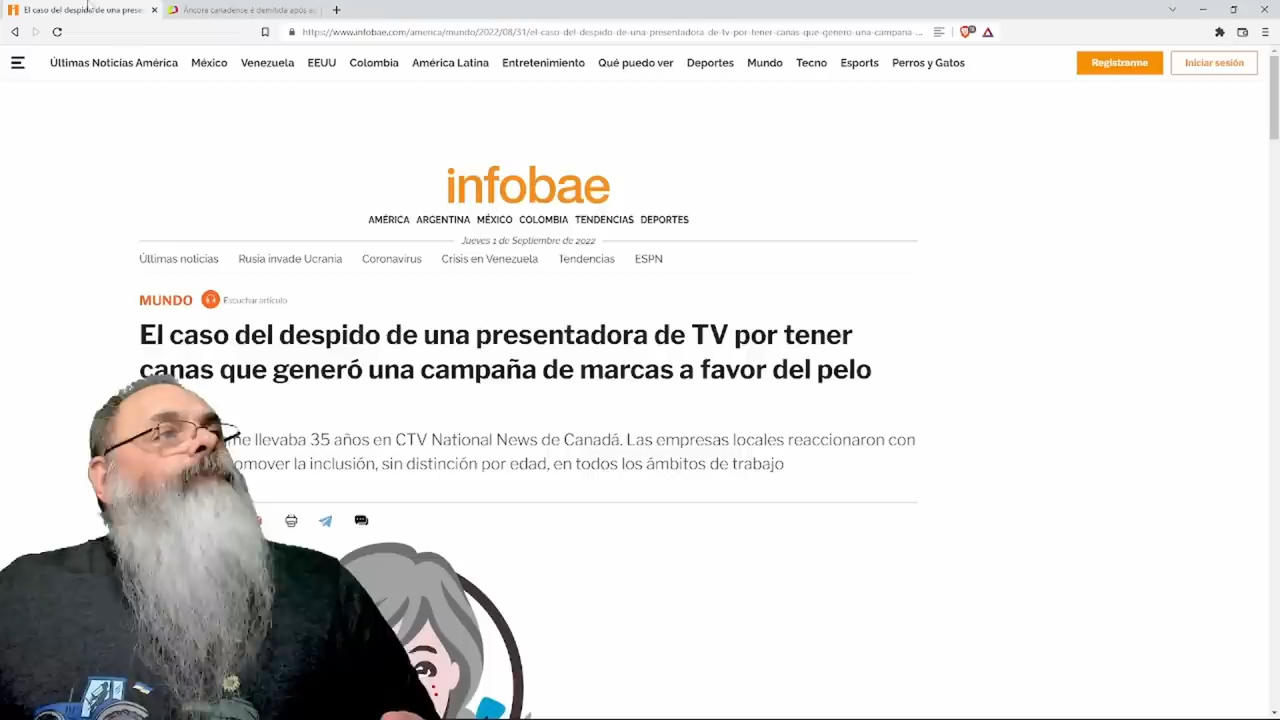 El caso del despido de una prese
Âncora canadense é demitida após
https://www.infobae.com/america/mundo/2022/08/31/el-caso-del-despido-de-una-presentadora-de-tv-por-tener-canas-que-genero-una-campana-...
Últimas Noticias América México Venezuela EEUU Colombia América Latina Entretenimiento Qué puedo ver Deportes Mundo Tecno Esports Perros y Gatos Registrarme Iniciar sesión
infobae
AMÉRICA ARGENTINA MÉXICO COLOMBIA TENDENCIAS DEPORTES
Jueves 1 de Septiembre de 2022
Últimas noticias Rusia invade Ucrania Coronavirus Crisis en Venezuela Tendencias ESPN
MUNDO Escuchar artículo
El caso del despido de una presentadora de TV por tener
canas que generó una campaña de marcas a favor del pelo
me llevaba 35 años en CTV National News de Canadá. Las empresas locales reaccionaron con
omover la inclusión, sin distinción por edad, en todos los ámbitos de trabajo